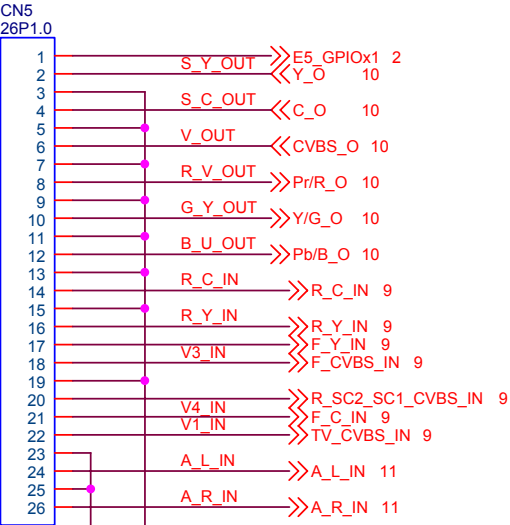 CN5
26P1.0
1 E5_GPIOx1 2
2 S_Y_OUT Y_O 10
3
4 S_C_OUT C_O 10
5
6 V_OUT CVBS_O 10
7
8 R_V_OUT Pr/R_O 10
9
10 G_Y_OUT Y/G_O 10
11
12 B_U_OUT Pb/B_O 10
13
14 R_C_IN R_C_IN 9
15
16 R_Y_IN R_Y_IN 9
17 F_Y_IN 9
18 V3_IN F_CVBS_IN 9
19
20 R_SC2_SC1_CVBS_IN 9
21 V4_IN F_C_IN 9
22 V1_IN TV_CVBS_IN 9
23
24 A_L_IN A_L_IN 11
25
26 A_R_IN A_R_IN 11